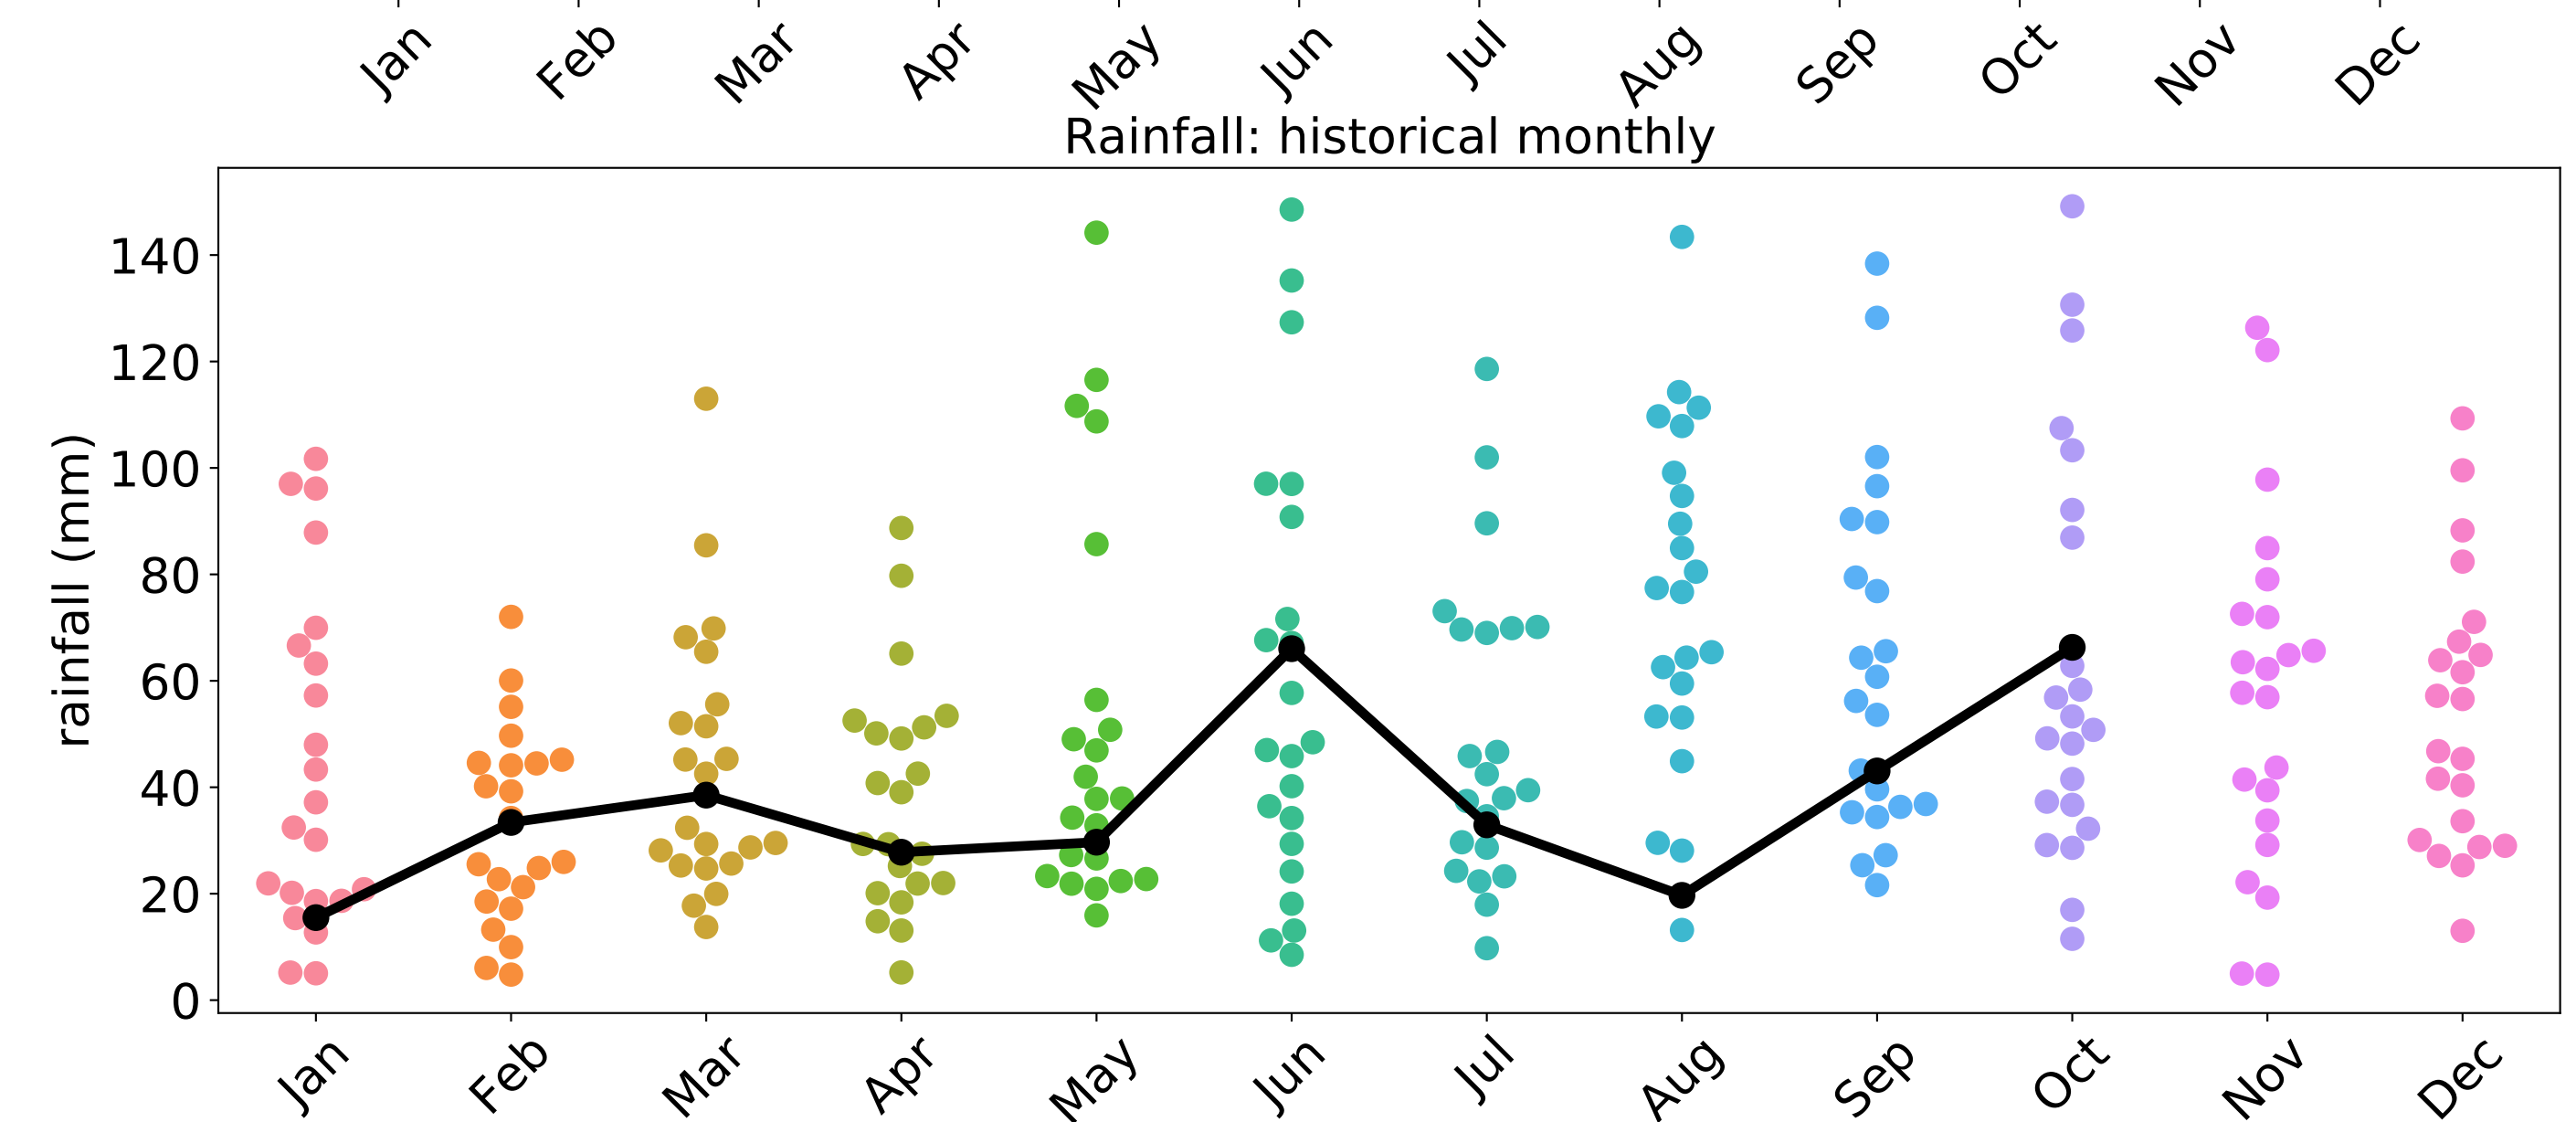 Jan Feb Mar Apr May Jun Jul Aug Sep Oct Nov Dec
Rainfall: historical monthly
rainfall (mm)
140
120
100
80
60
40
20
0
Jan Feb Mar Apr May Jun Jul Aug Sep Oct Nov Dec